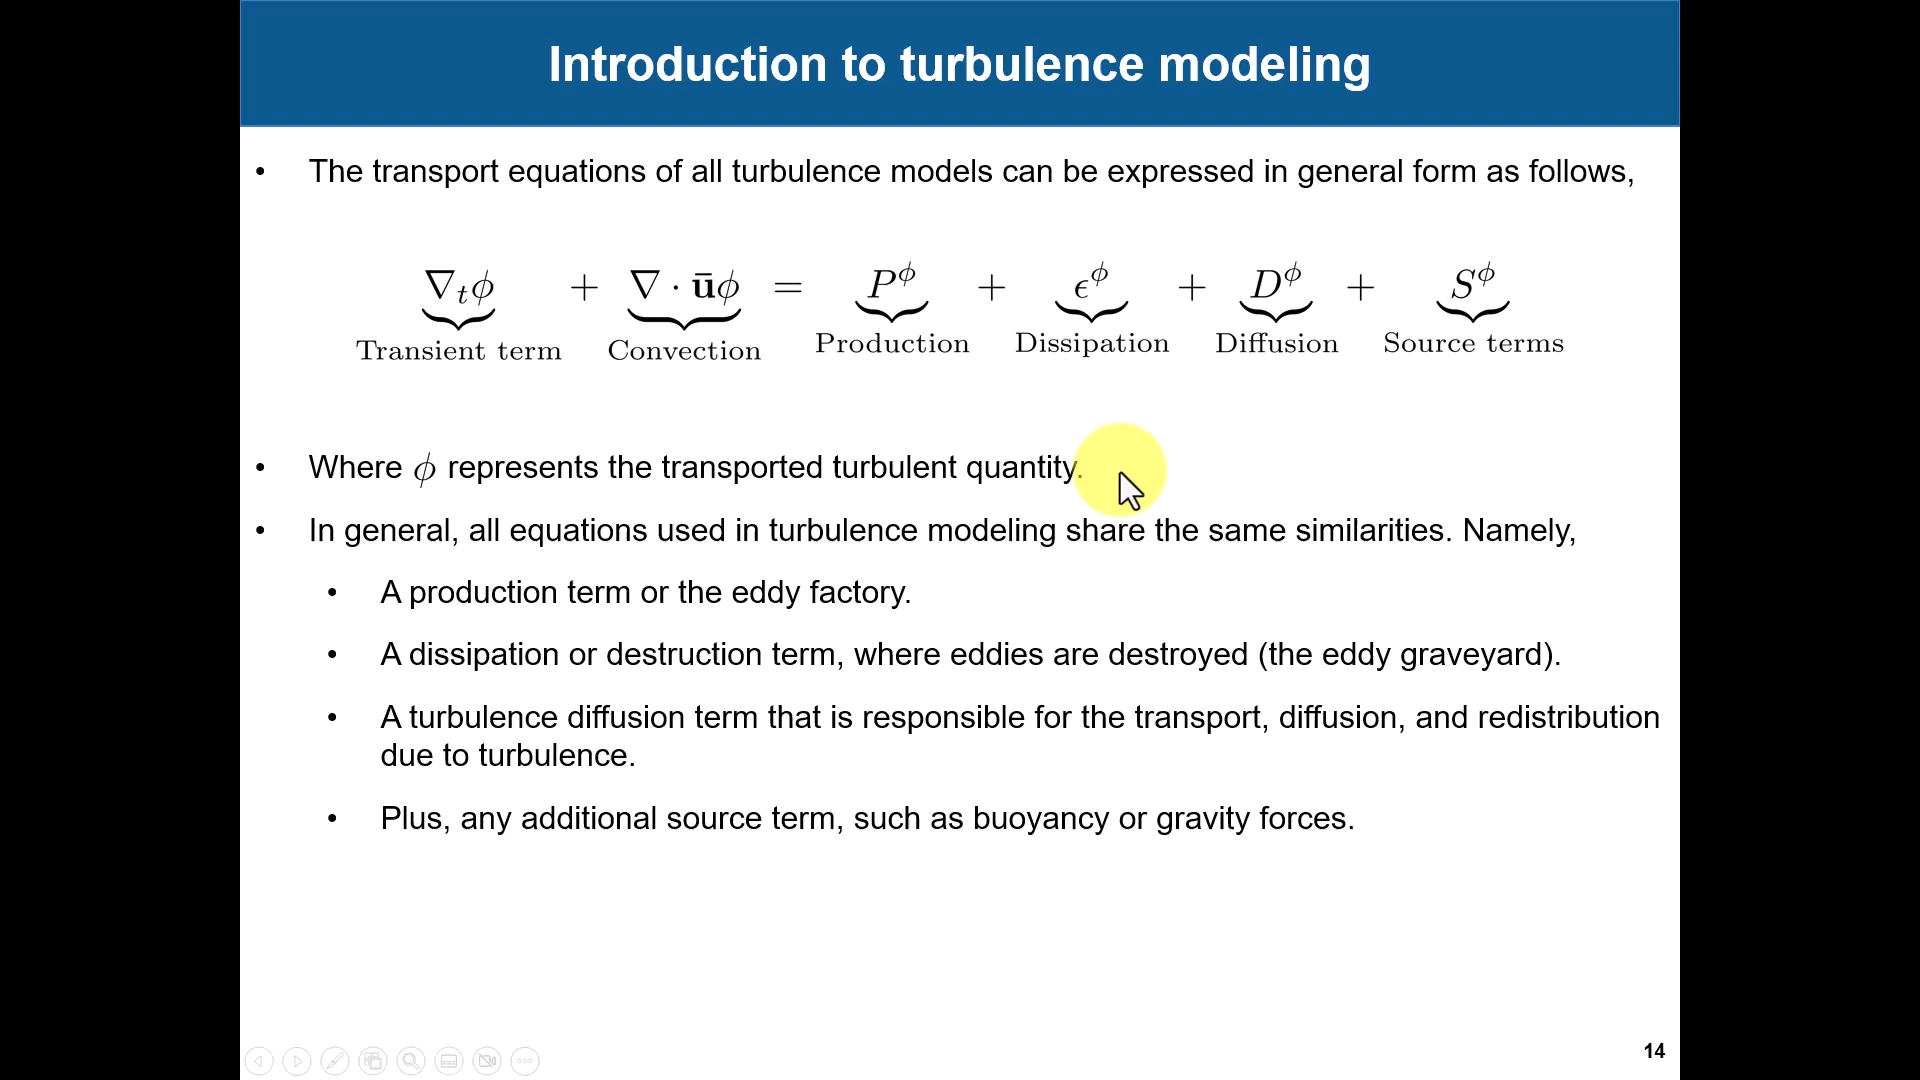 Introduction to turbulence modeling
• The transport equations of all turbulence models can be expressed in general form as follows,
∇ₜϕ + ∇ · ū̄ϕ = P^ϕ + ϵ^ϕ + D^ϕ + S^ϕ
Transient term Convection Production Dissipation Diffusion Source terms
• Where ϕ represents the transported turbulent quantity.
• In general, all equations used in turbulence modeling share the same similarities. Namely,
• A production term or the eddy factory.
• A dissipation or destruction term, where eddies are destroyed (the eddy graveyard).
• A turbulence diffusion term that is responsible for the transport, diffusion, and redistribution
due to turbulence.
• Plus, any additional source term, such as buoyancy or gravity forces.
14